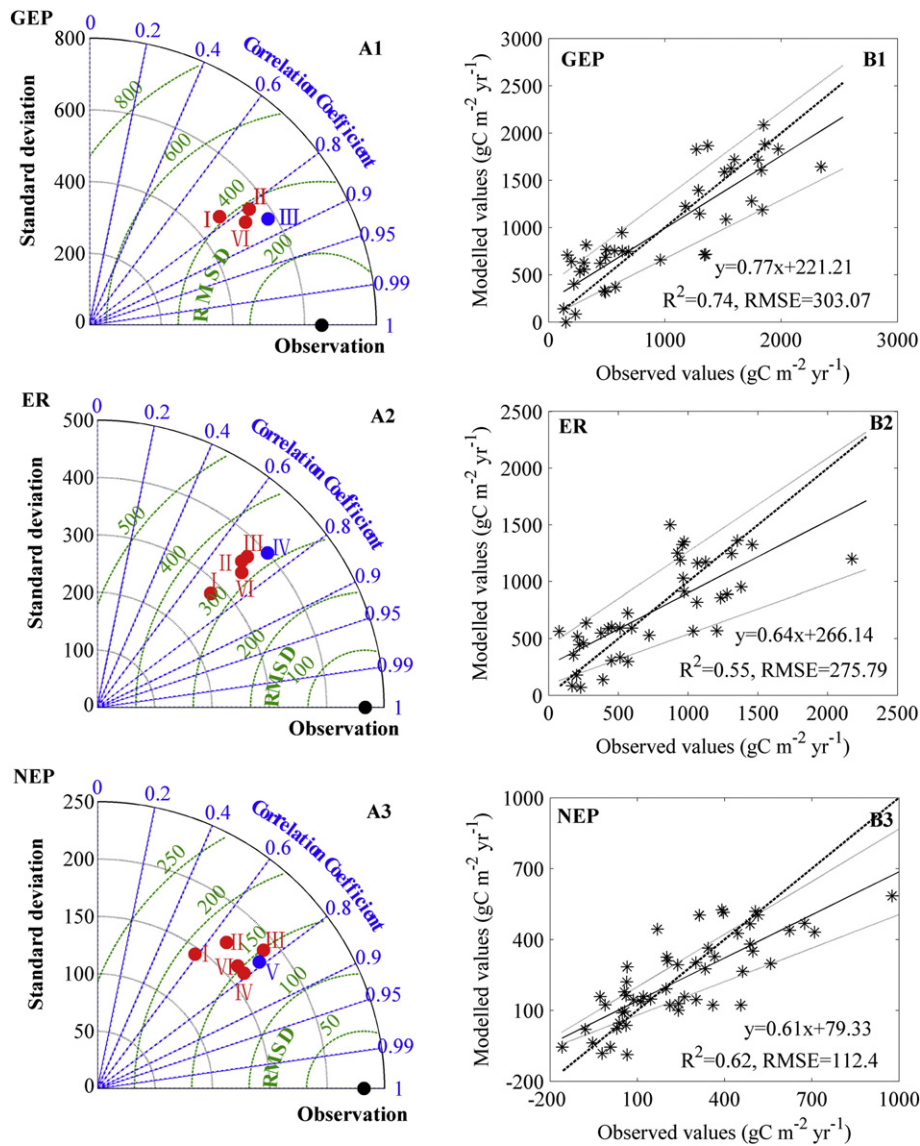 GEP
A1
800
600
400
200
0
Standard deviation
0
0.2
0.4
0.6
0.8
0.9
0.95
0.99
1
Correlation Coefficient
800
600
400
200
RMSD
I
II
III
VI
Observation
GEP
B1
3000
2500
2000
1500
1000
500
0
Modelled values (gC m-2 yr-1)
y=0.77x+221.21
R2=0.74, RMSE=303.07
0 1000 2000 3000
Observed values (gC m-2 yr-1)
ER
A2
500
400
300
200
100
0
Standard deviation
0
0.2
0.4
0.6
0.8
0.9
0.95
0.99
1
Correlation Coefficient
500
400
300
200
100
RMSD
I
II
III
IV
VI
Observation
ER
B2
2500
2000
1500
1000
500
0
Modelled values (gC m-2 yr-1)
y=0.64x+266.14
R2=0.55, RMSE=275.79
0 500 1000 1500 2000 2500
Observed values (gC m-2 yr-1)
NEP
A3
250
200
150
100
50
0
Standard deviation
0
0.2
0.4
0.6
0.8
0.9
0.95
0.99
1
Correlation Coefficient
250
200
150
100
50
RMSD
I
II
III
VI
V
IV
Observation
NEP
B3
1000
700
400
100
-200
Modelled values (gC m-2 yr-1)
y=0.61x+79.33
R2=0.62, RMSE=112.4
-200 100 400 700 1000
Observed values (gC m-2 yr-1)